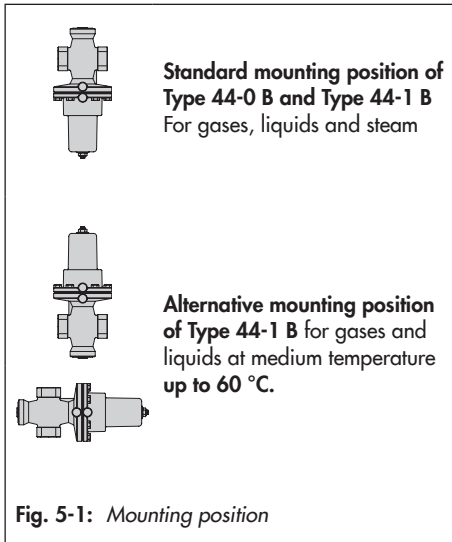 Standard mounting position of
Type 44-0 B and Type 44-1 B
For gases, liquids and steam
Alternative mounting position
of Type 44-1 B for gases and
liquids at medium temperature
up to 60 °C.
Fig. 5-1: Mounting position